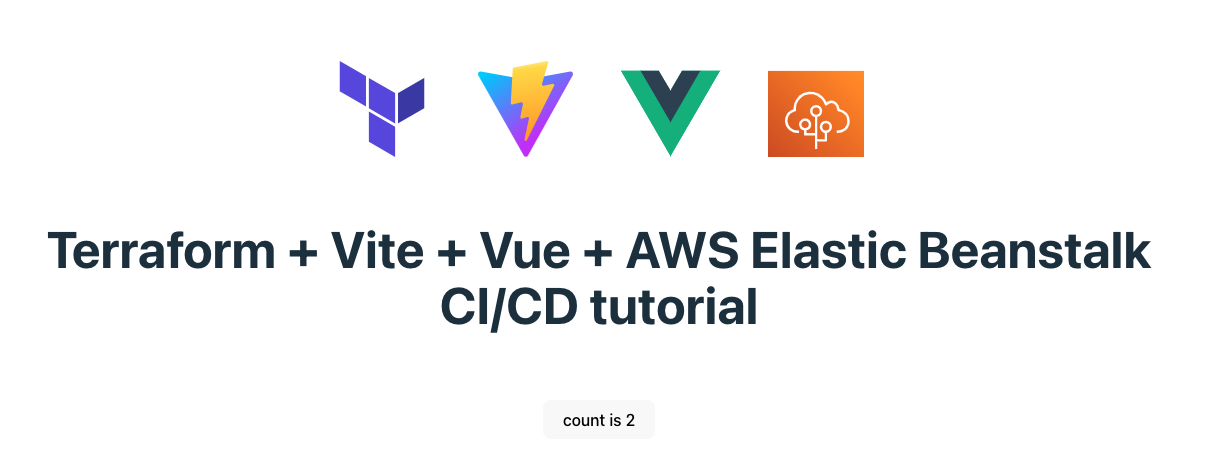 Terraform + Vite + Vue + AWS Elastic Beanstalk
CI/CD tutorial
count is 2